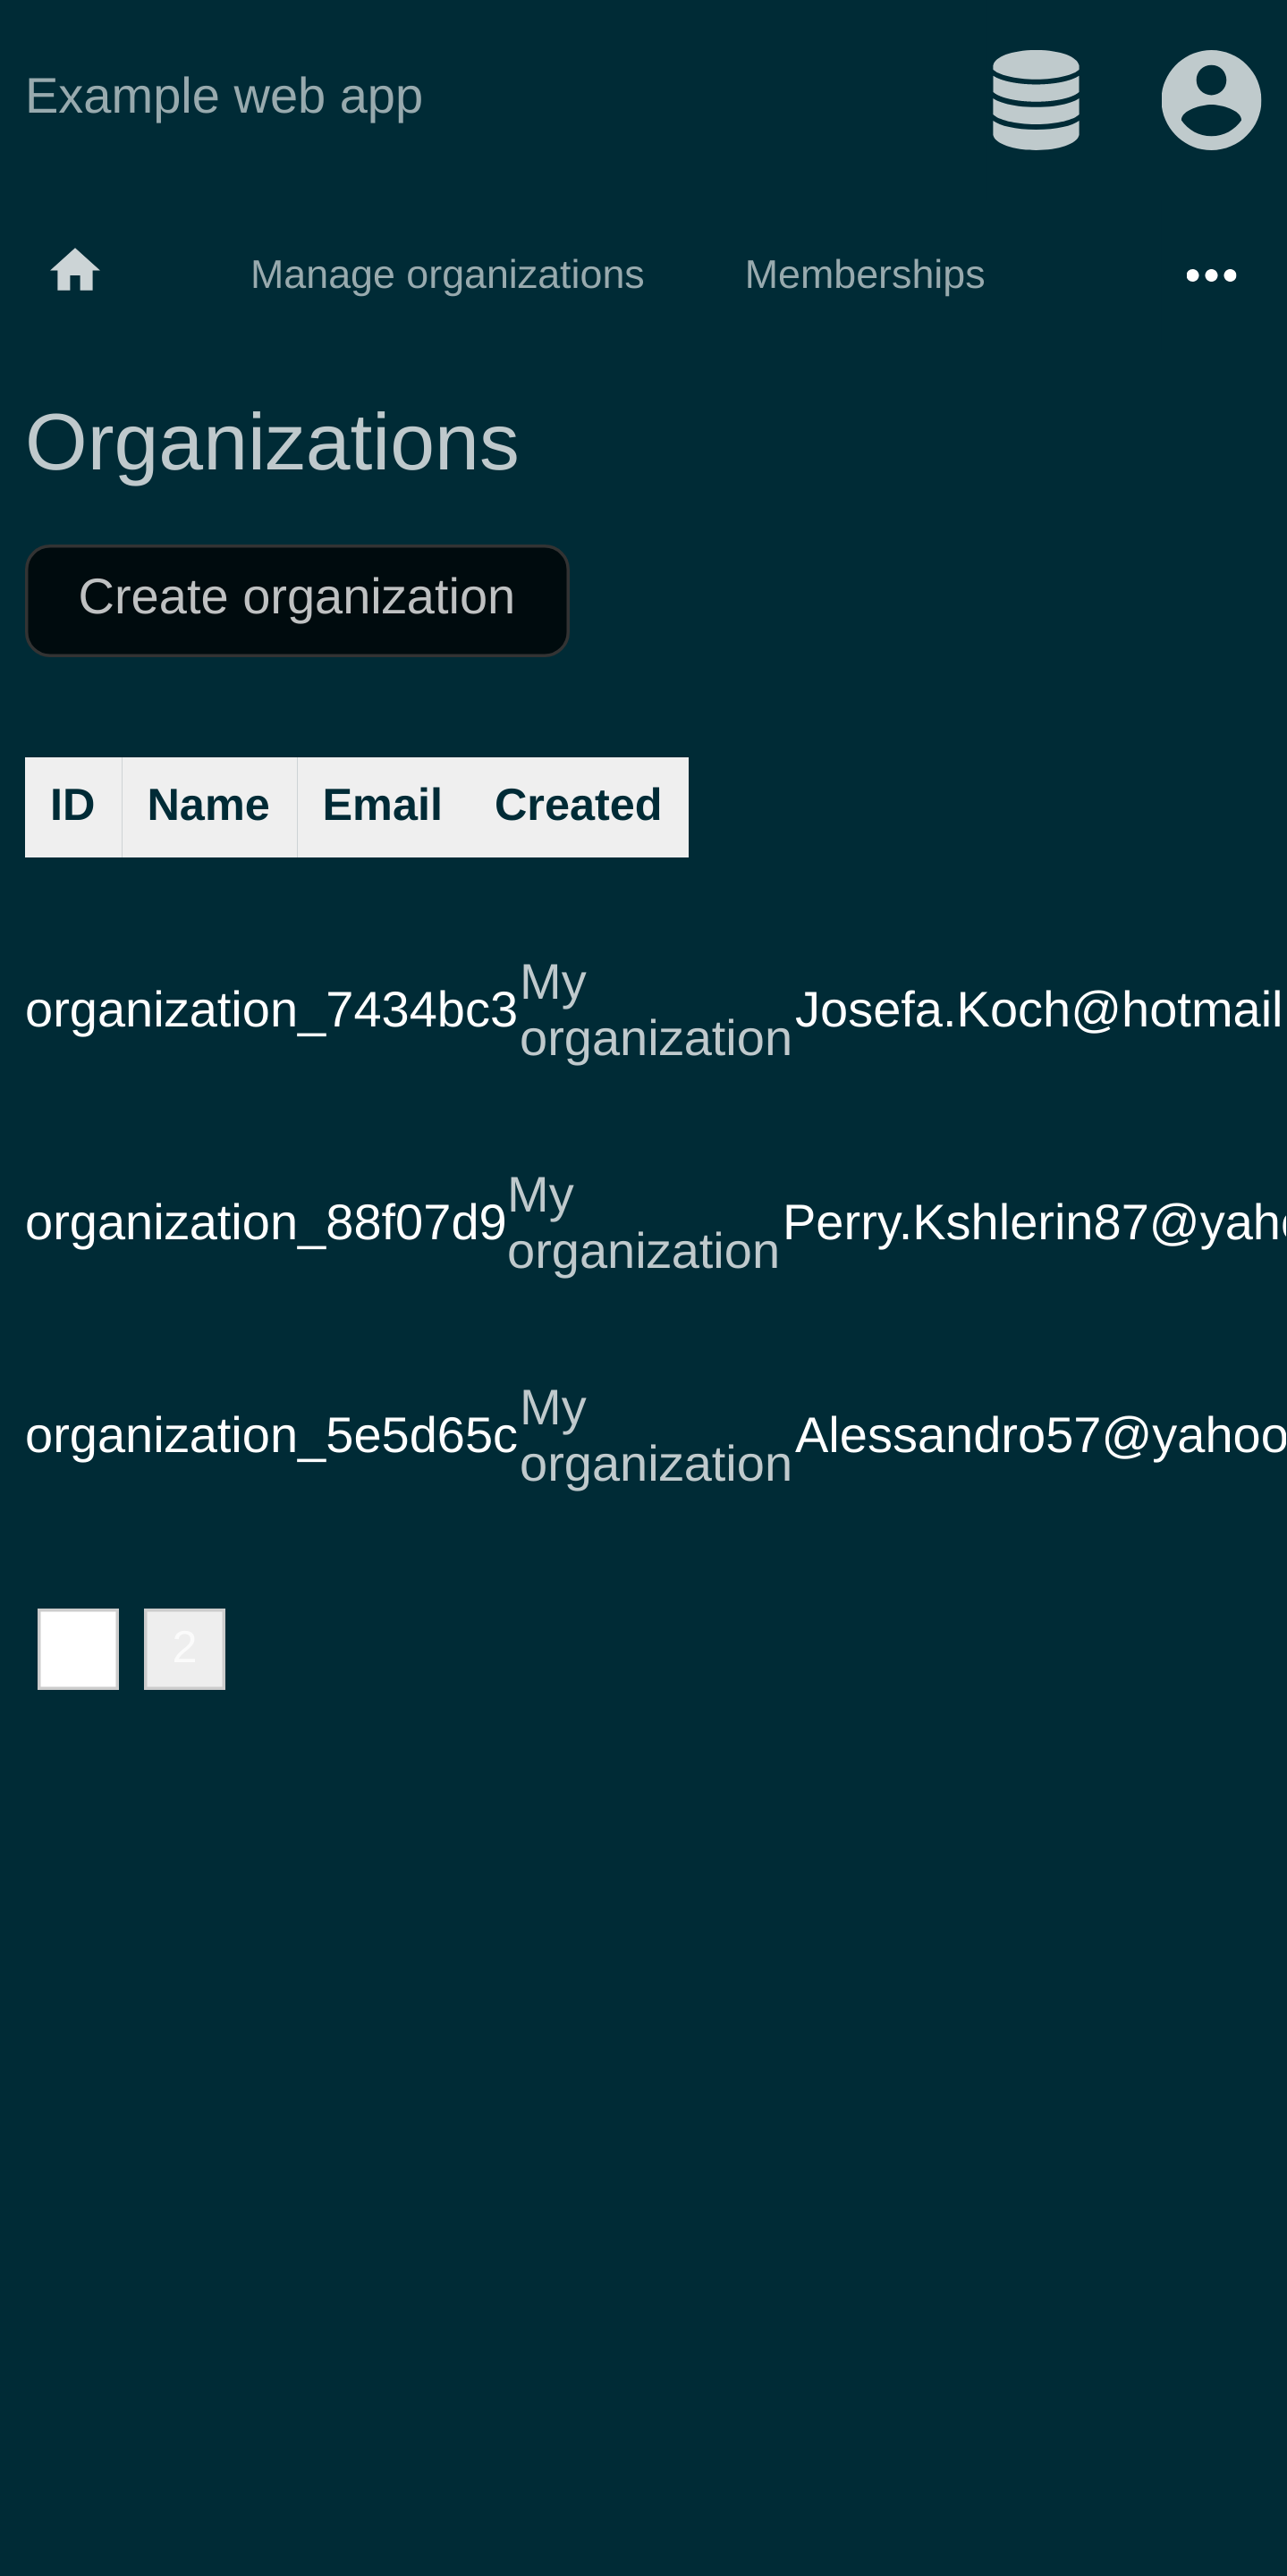 Example web app
Manage organizations Memberships
Organizations
Create organization
ID Name Email Created
organization_7434bc3 My organization Josefa.Koch@hotmail
organization_88f07d9 My organization Perry.Kshlerin87@yah
organization_5e5d65c My organization Alessandro57@yahoo
2